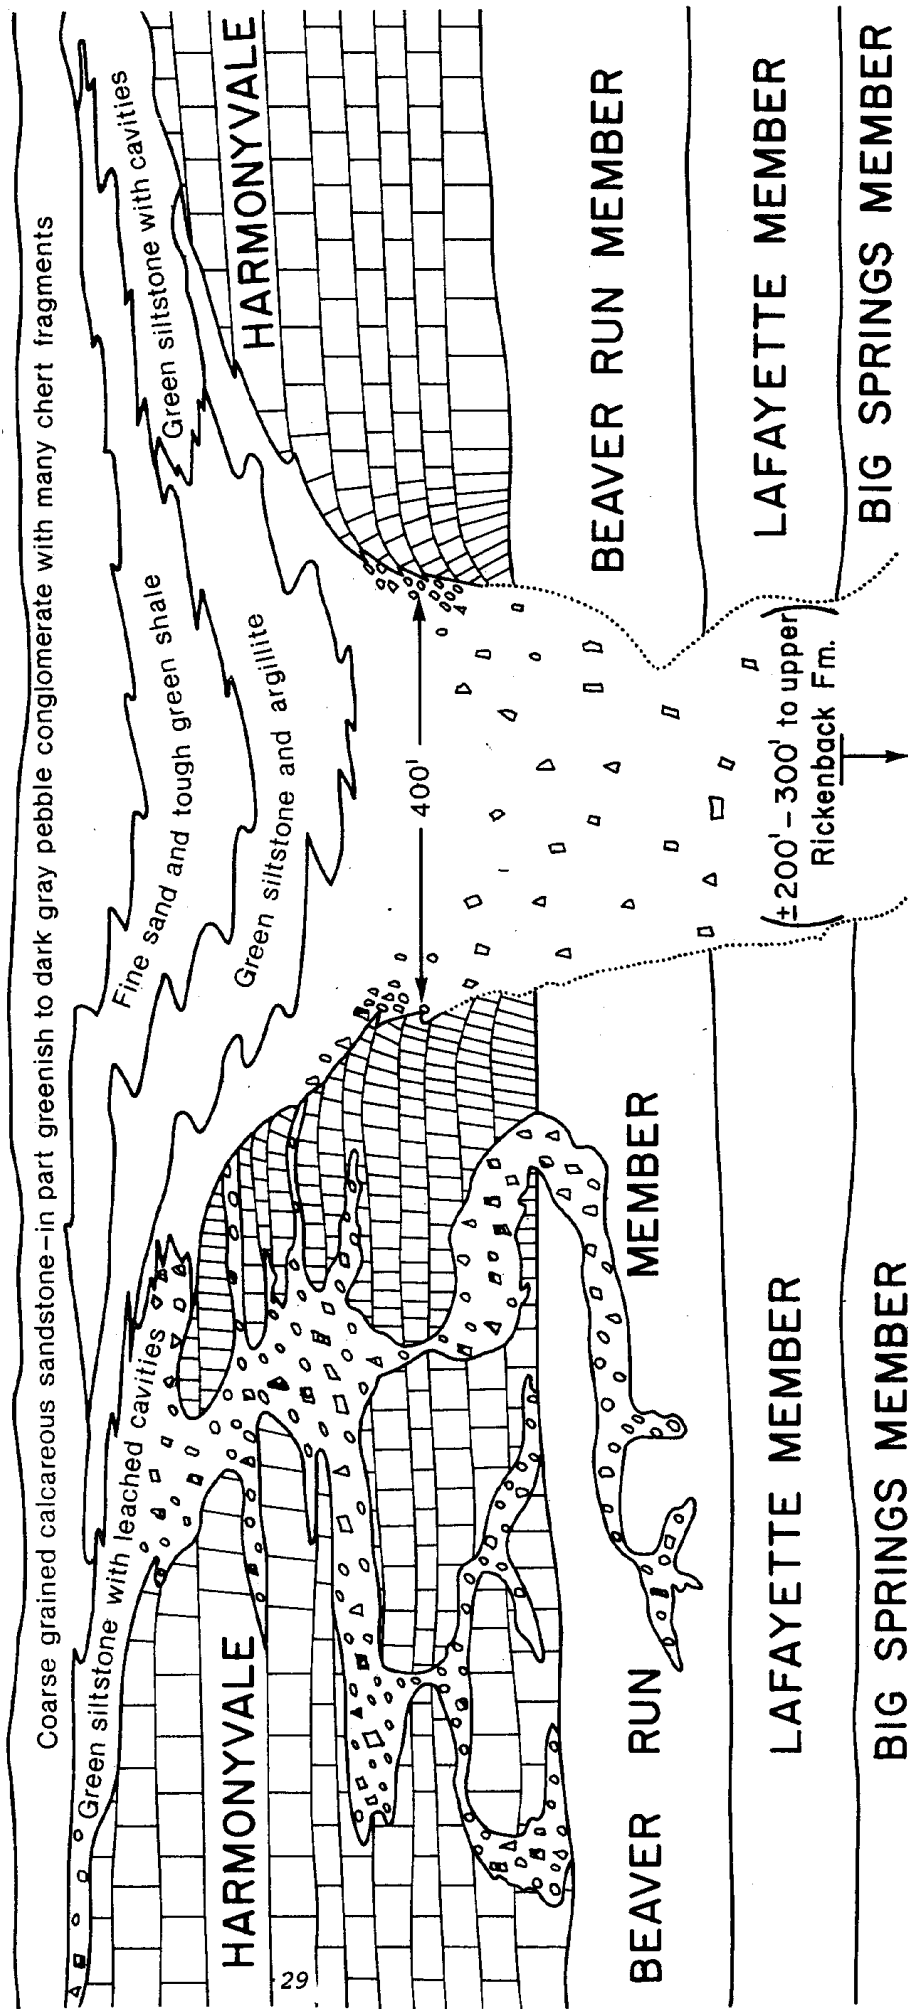 Coarse grained calcareous sandstone—in part greenish to dark gray pebble conglomerate with many chert fragments
Green siltstone with leached cavities
Fine sand and tough green shale
Green siltstone with cavities
Green siltstone and argillite
HARMONYVALE
HARMONYVALE
29
400'
BEAVER RUN MEMBER
BEAVER RUN MEMBER
LAFAYETTE MEMBER
(±200'–300' to upper
Rickenback Fm.)
LAFAYETTE MEMBER
BIG SPRINGS MEMBER
BIG SPRINGS MEMBER